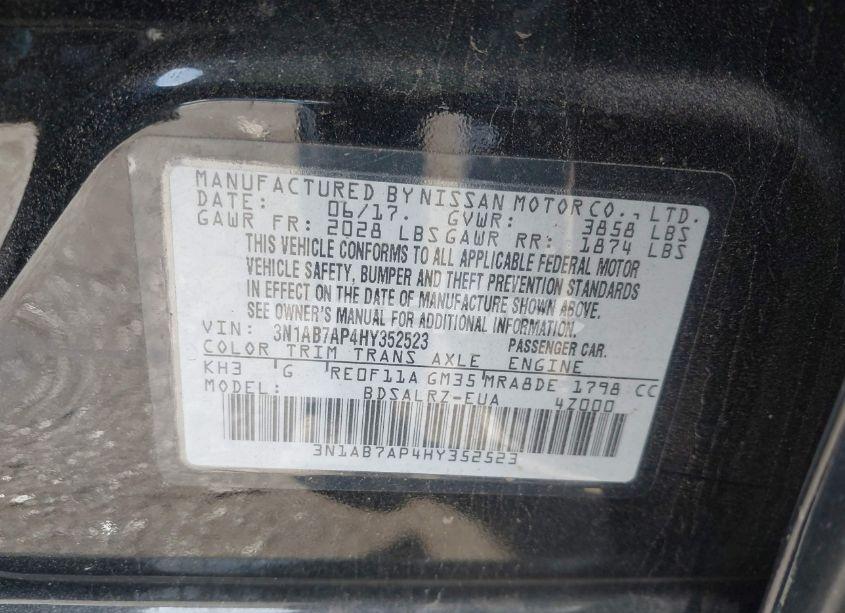 MANUFACTURED BY NISSAN MOTOR CO., LTD.
DATE: 06/17. GVWR: 3858 LBS
GAWR FR: 2028 LBS GAWR RR: 1874 LBS
THIS VEHICLE CONFORMS TO ALL APPLICABLE FEDERAL MOTOR
VEHICLE SAFETY, BUMPER AND THEFT PREVENTION STANDARDS
IN EFFECT ON THE DATE OF MANUFACTURE SHOWN ABOVE.
SEE OWNER'S MANUAL FOR ADDITIONAL INFORMATION.
VIN: 3N1AB7AP4HY352523 PASSENGER CAR.
COLOR TRIM TRANS AXLE ENGINE
KH3 G RE0F11A GM35 MRA8DE 1798 CC
MODEL: BDSALRZ-EUA 4Z000
3N1AB7AP4HY352523